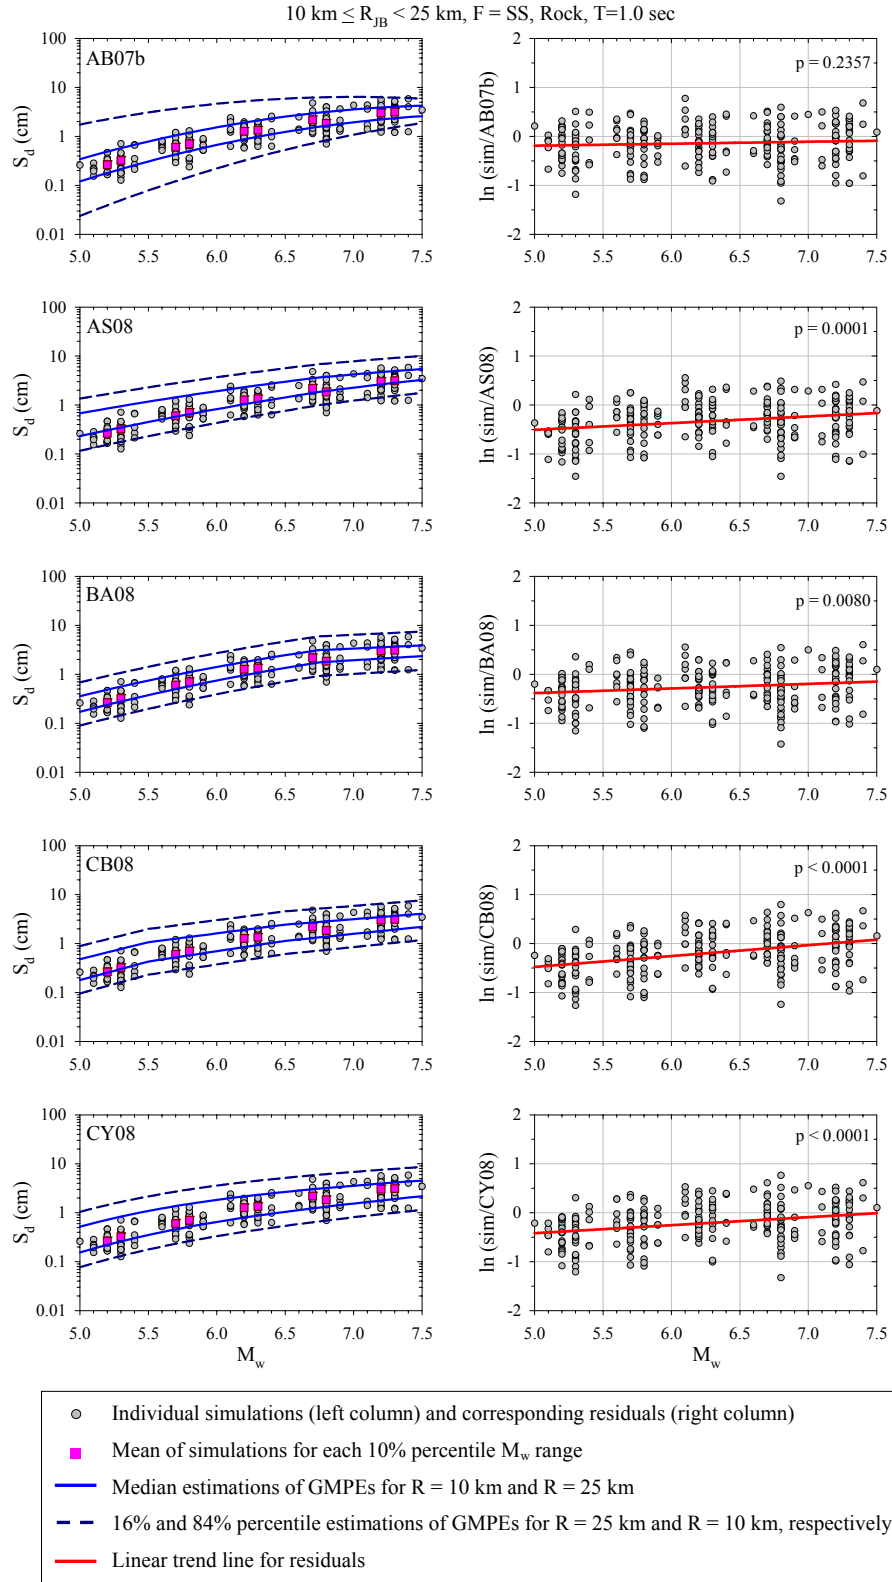 10 km ≤ R_JB < 25 km, F = SS, Rock, T=1.0 sec
AB07b
S_d (cm)
100
10
1
0.1
0.01
5.0 5.5 6.0 6.5 7.0 7.5
p = 0.2357
ln (sim/AB07b)
2
1
-0
-1
-2
5.0 5.5 6.0 6.5 7.0 7.5
AS08
S_d (cm)
100
10
1
0.1
0.01
5.0 5.5 6.0 6.5 7.0 7.5
p = 0.0001
ln (sim/AS08)
2
1
-0
-1
-2
5.0 5.5 6.0 6.5 7.0 7.5
BA08
S_d (cm)
100
10
1
0.1
0.01
5.0 5.5 6.0 6.5 7.0 7.5
p = 0.0080
ln (sim/BA08)
2
1
-0
-1
-2
5.0 5.5 6.0 6.5 7.0 7.5
CB08
S_d (cm)
100
10
1
0.1
0.01
5.0 5.5 6.0 6.5 7.0 7.5
p < 0.0001
ln (sim/CB08)
2
1
-0
-1
-2
5.0 5.5 6.0 6.5 7.0 7.5
CY08
S_d (cm)
100
10
1
0.1
0.01
5.0 5.5 6.0 6.5 7.0 7.5
M_w
p < 0.0001
ln (sim/CY08)
2
1
-0
-1
-2
5.0 5.5 6.0 6.5 7.0 7.5
M_w
Individual simulations (left column) and corresponding residuals (right column)
Mean of simulations for each 10% percentile M_w range
Median estimations of GMPEs for R = 10 km and R = 25 km
16% and 84% percentile estimations of GMPEs for R = 25 km and R = 10 km, respectively
Linear trend line for residuals